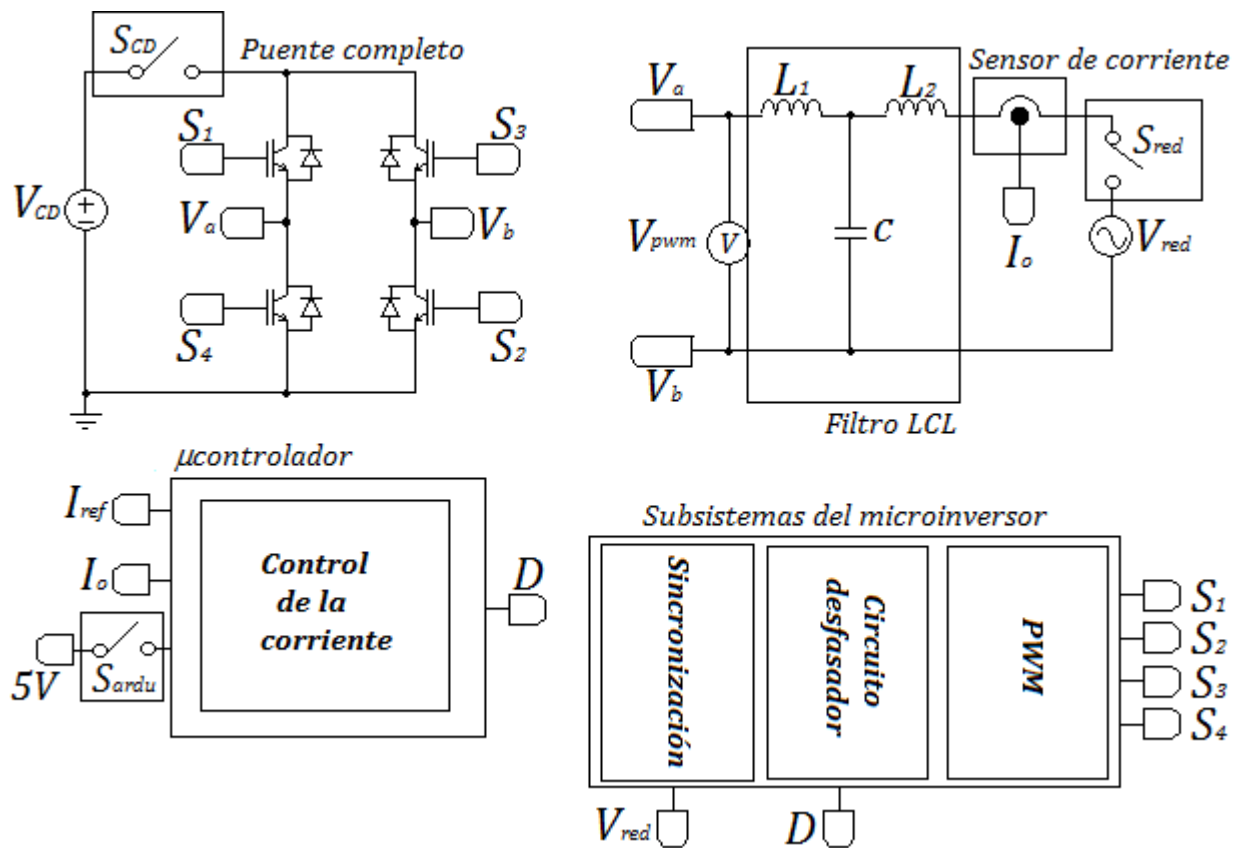 S_CD
Puente completo
S_1
S_3
V_CD
V_a
V_b
S_4
S_2
V_a
L_1
L_2
Sensor de corriente
S_red
V_pwm
V
C
I_o
V_red
V_b
Filtro LCL
μcontrolador
I_ref
I_o
5V
S_ardu
Control
de la
corriente
D
Subsistemas del microinversor
Sincronización
Circuito
desfasador
PWM
S_1
S_2
S_3
S_4
V_red
D